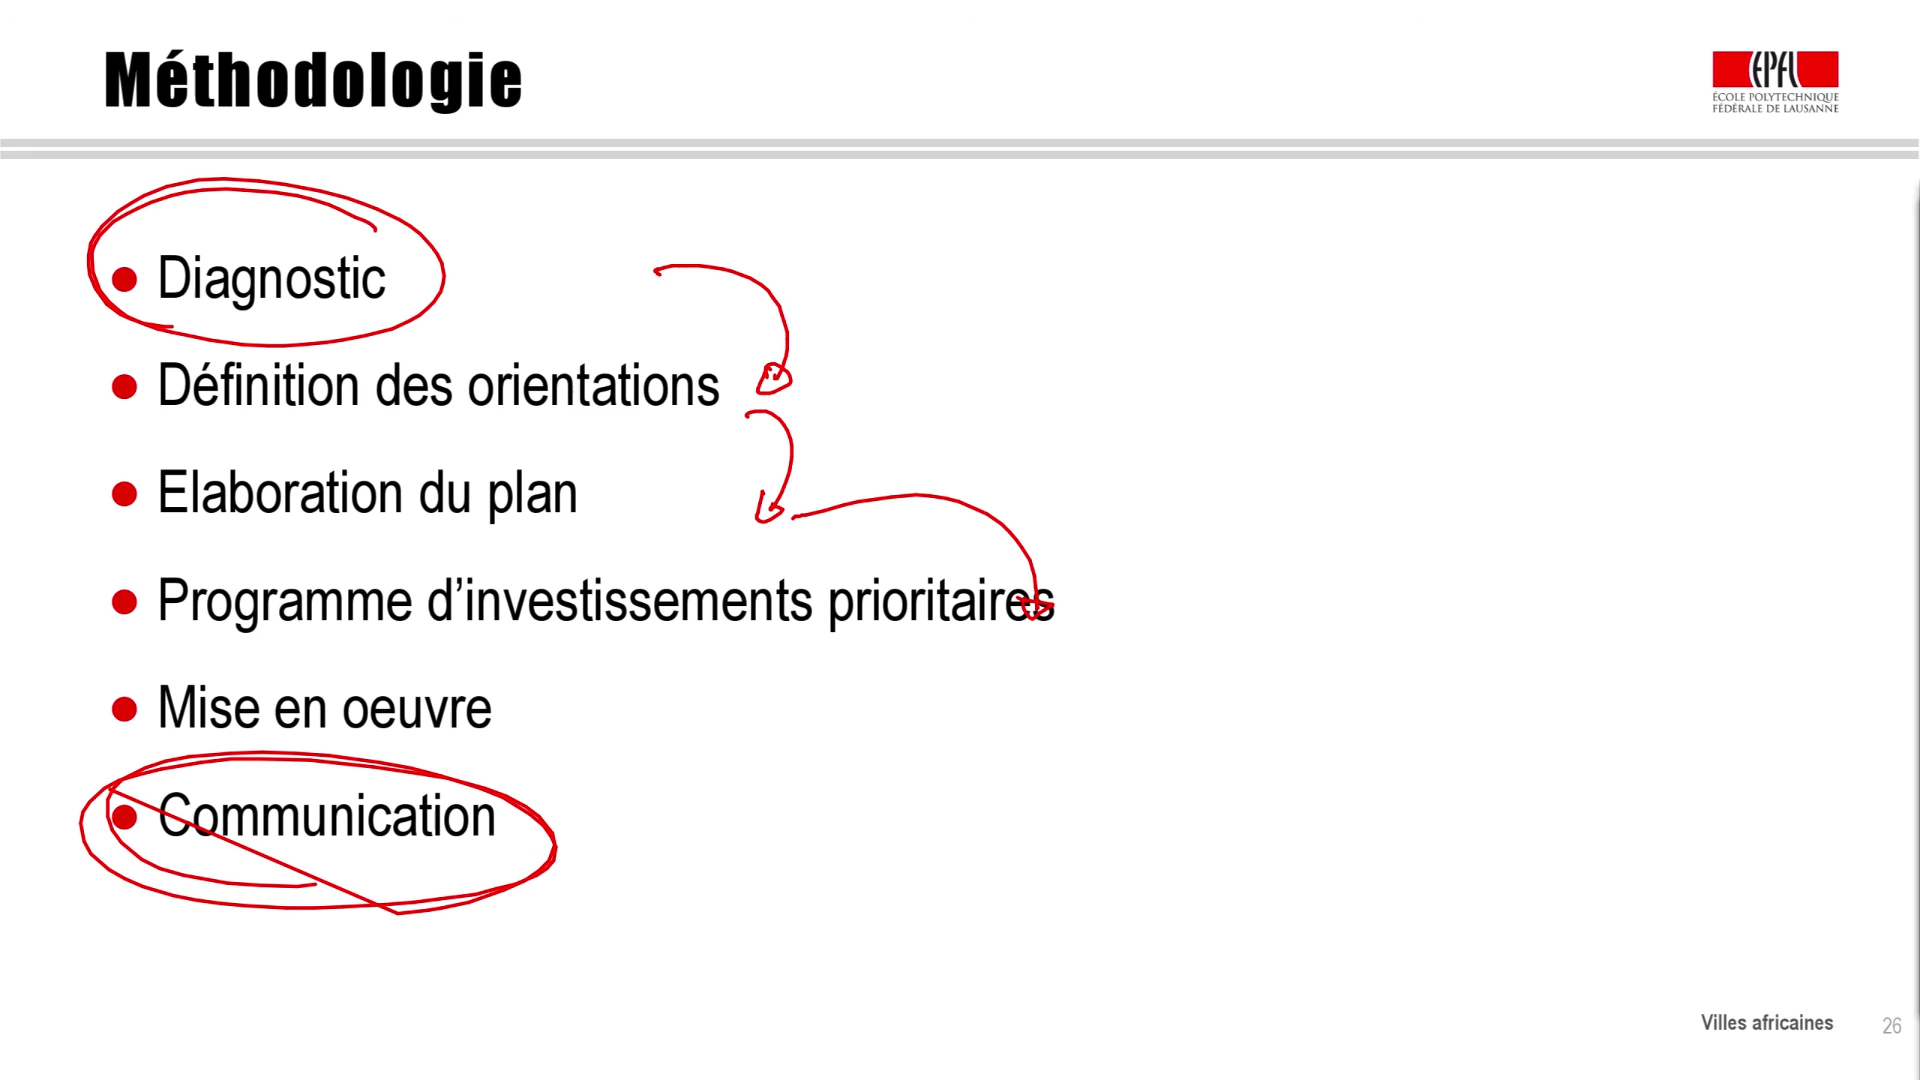 Méthodologie
EPFL
ÉCOLE POLYTECHNIQUE
FÉDÉRALE DE LAUSANNE
Diagnostic
Définition des orientations
Elaboration du plan
Programme d’investissements prioritaires
Mise en oeuvre
Communication
Villes africaines 26